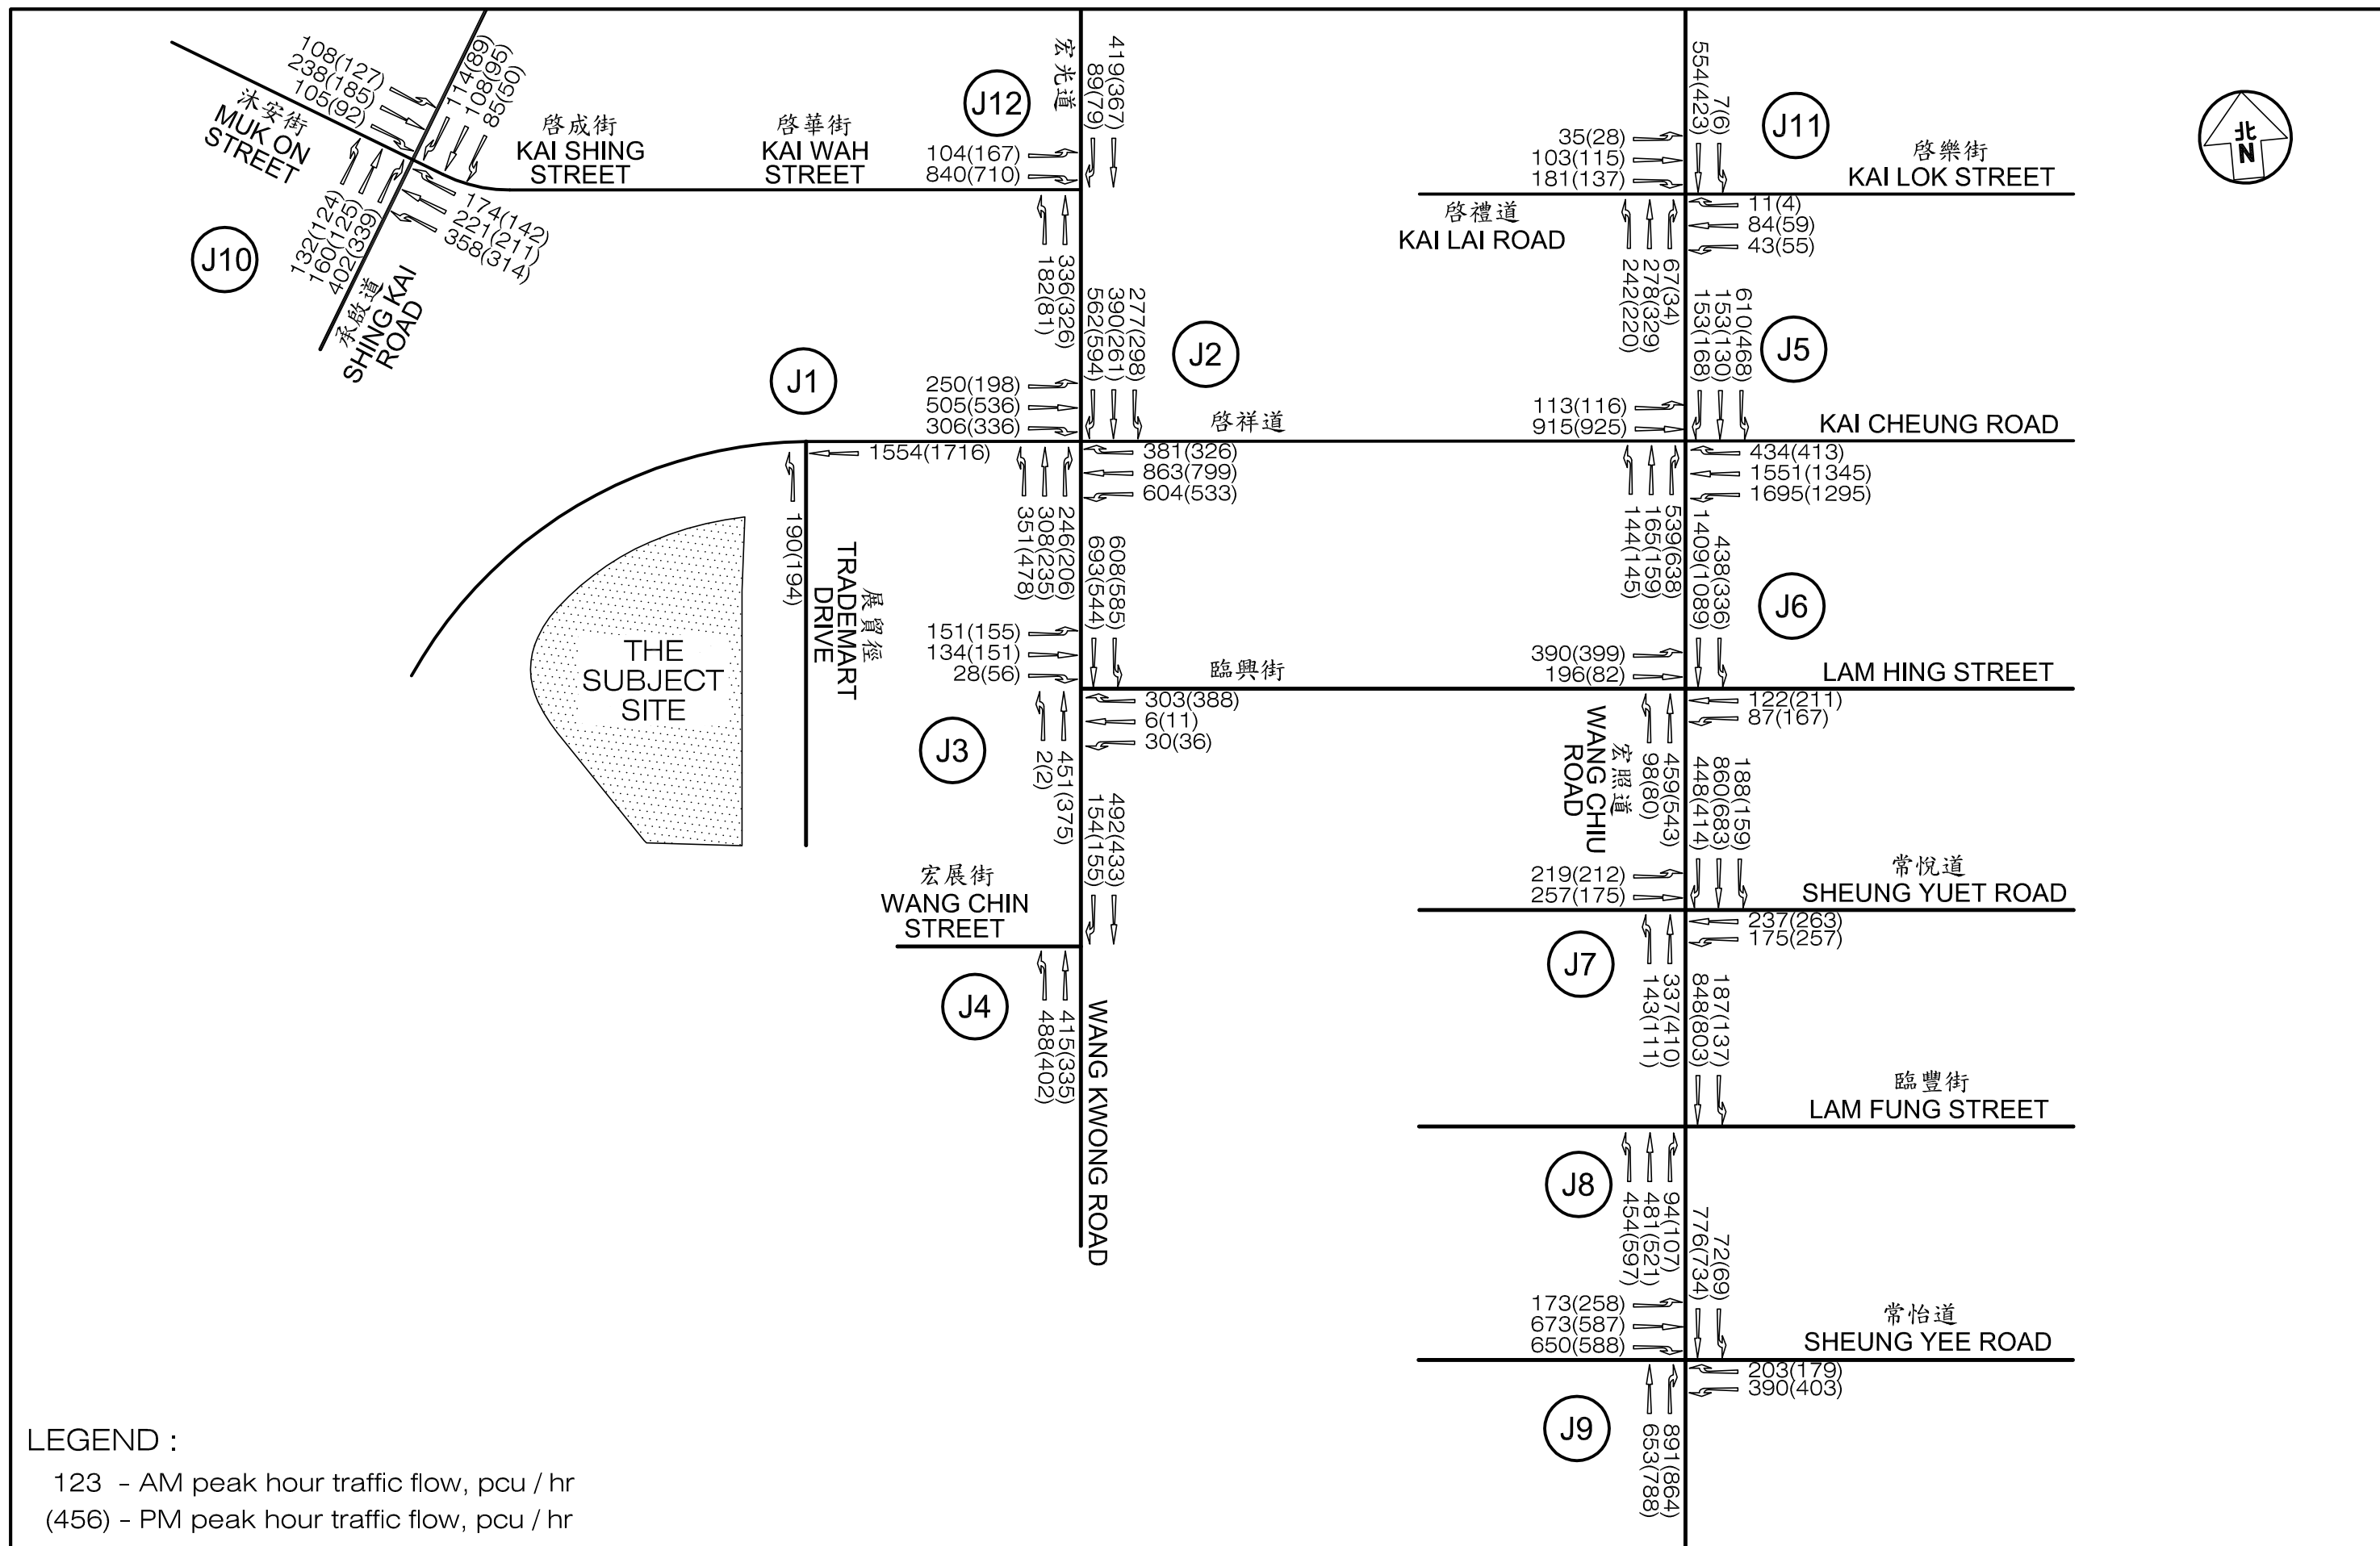 108(127)
238(185)
105(92)
114(89)
108(95)
85(50)
沐安街
MUK ON
STREET
132(124)
160(125)
402(339)
174(142)
221(211)
358(314)
J10
承啟道
SHING KAI
ROAD
啓成街
KAI SHING
STREET
啓華街
KAI WAH
STREET
J12
宏光道
419(367)
89(79)
104(167)
840(710)
336(326)
182(81)
554(423)
7(6)
J11
35(28)
103(115)
181(137)
啓樂街
KAI LOK STREET
啓禮道
KAI LAI ROAD
11(4)
84(59)
43(55)
67(34)
278(329)
242(220)
北
N
J1
J2
277(298)
390(261)
562(594)
250(198)
505(536)
306(336)
啓祥道
610(468)
153(130)
153(168)
J5
113(116)
915(925)
KAI CHEUNG ROAD
1554(1716)
190(194)
381(326)
863(799)
604(533)
246(206)
308(235)
351(478)
434(413)
1551(1345)
1695(1295)
539(638)
165(159)
144(145)
展貿徑
TRADEMART
DRIVE
THE
SUBJECT
SITE
608(585)
693(544)
151(155)
134(151)
28(56)
臨興街
438(336)
1409(1089)
J6
390(399)
196(82)
LAM HING STREET
J3
303(388)
6(11)
30(36)
451(375)
2(2)
122(211)
87(167)
459(543)
98(80)
宏照道
WANG CHIU
ROAD
492(433)
154(155)
宏展街
WANG CHIN
STREET
188(159)
860(683)
448(414)
219(212)
257(175)
常悅道
SHEUNG YUET ROAD
J4
415(335)
488(402)
WANG KWONG ROAD
J7
237(263)
175(257)
337(410)
143(111)
187(137)
848(803)
臨豐街
LAM FUNG STREET
J8
94(107)
481(521)
454(597)
72(69)
776(734)
173(258)
673(587)
650(588)
常怡道
SHEUNG YEE ROAD
J9
203(179)
390(403)
891(864)
653(788)
LEGEND :
123 - AM peak hour traffic flow, pcu / hr
(456) - PM peak hour traffic flow, pcu / hr